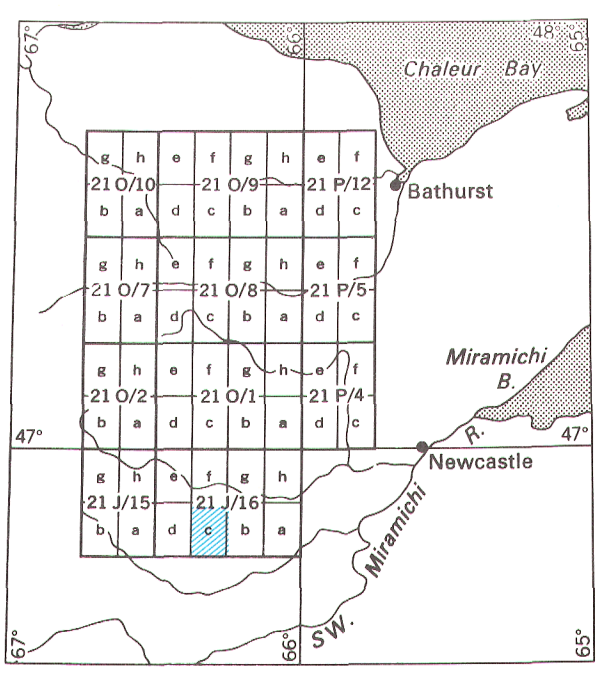 67° 66° 48° 65°
Chaleur Bay
g h e f g h e f
21 O/10 21 O/9 21 P/12
Bathurst
b a d c b a d c
g h e f g h e f
21 O/7 21 O/8 21 P/5
b a d c b a d c
Miramichi
B.
g h e f g h e f
21 O/2 21 O/1 21 P/4
b a d c b a d c
47° R. 47°
Newcastle
g h e f g h
21 J/15 21 J/16
b a d c b a
Miramichi
SW.
67° 66° 65°